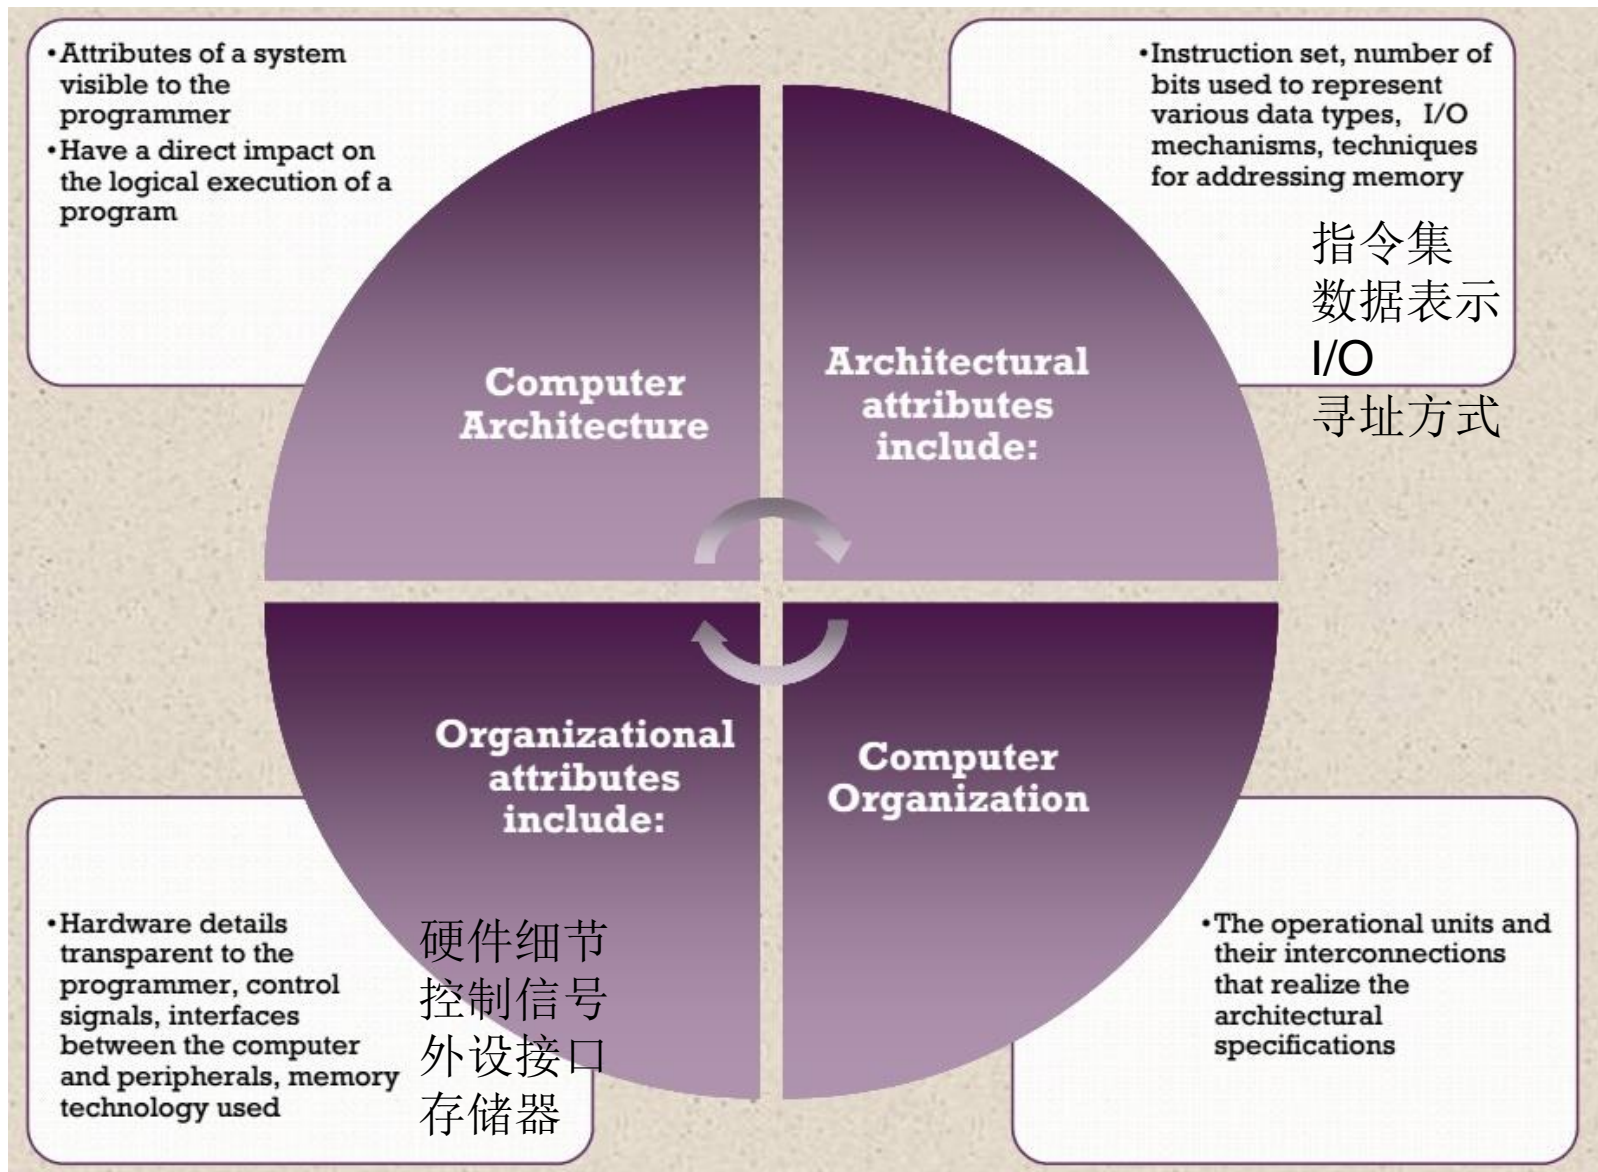 •Attributes of a system
visible to the
programmer
•Have a direct impact on
the logical execution of a
program
•Instruction set, number of
bits used to represent
various data types, I/O
mechanisms, techniques
for addressing memory
指令集
数据表示
I/O
寻址方式
Computer
Architecture
Architectural
attributes
include:
Organizational
attributes
include:
Computer
Organization
•Hardware details
transparent to the
programmer, control
signals, interfaces
between the computer
and peripherals, memory
technology used
硬件细节
控制信号
外设接口
存储器
•The operational units and
their interconnections
that realize the
architectural
specifications